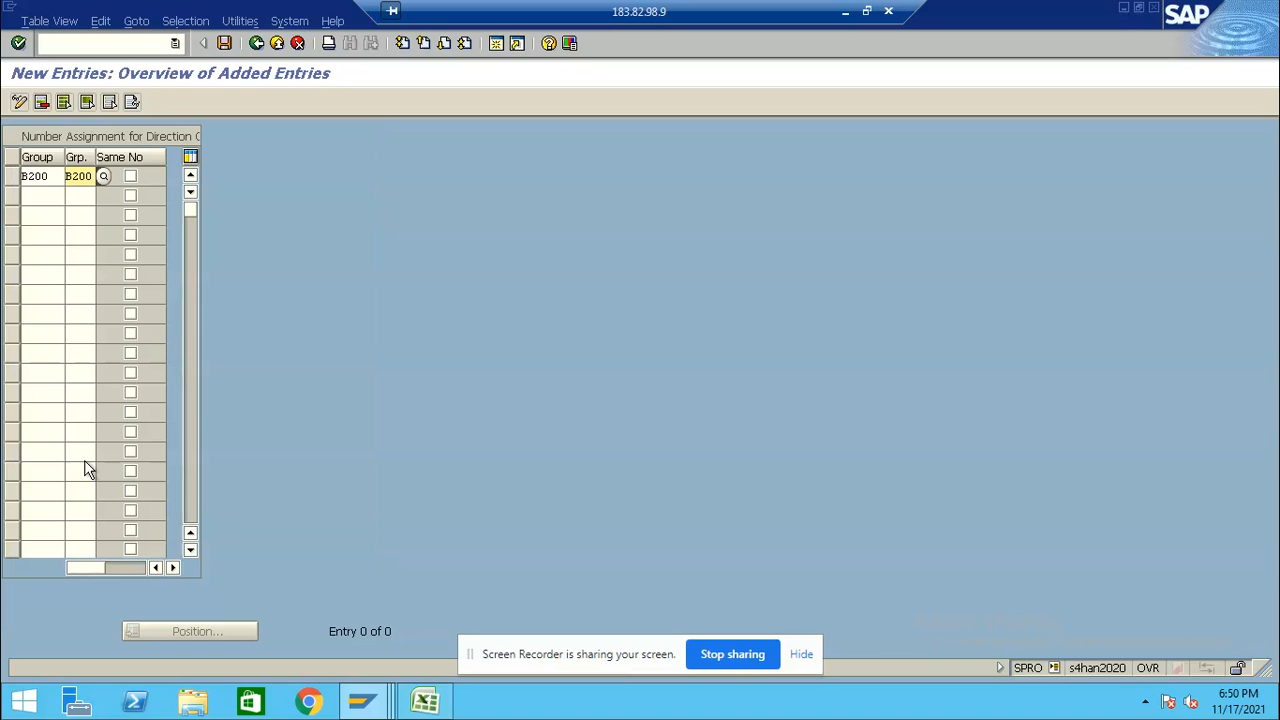 183.82.98.9
Table View Edit Goto Selection Utilities System Help
SAP
New Entries: Overview of Added Entries
Number Assignment for Direction
Group Grp. Same No
B200 B200
Position... Entry 0 of 0
Screen Recorder is sharing your screen. Stop sharing Hide
SPRO s4han2020 OVR
6:50 PM
11/17/2021